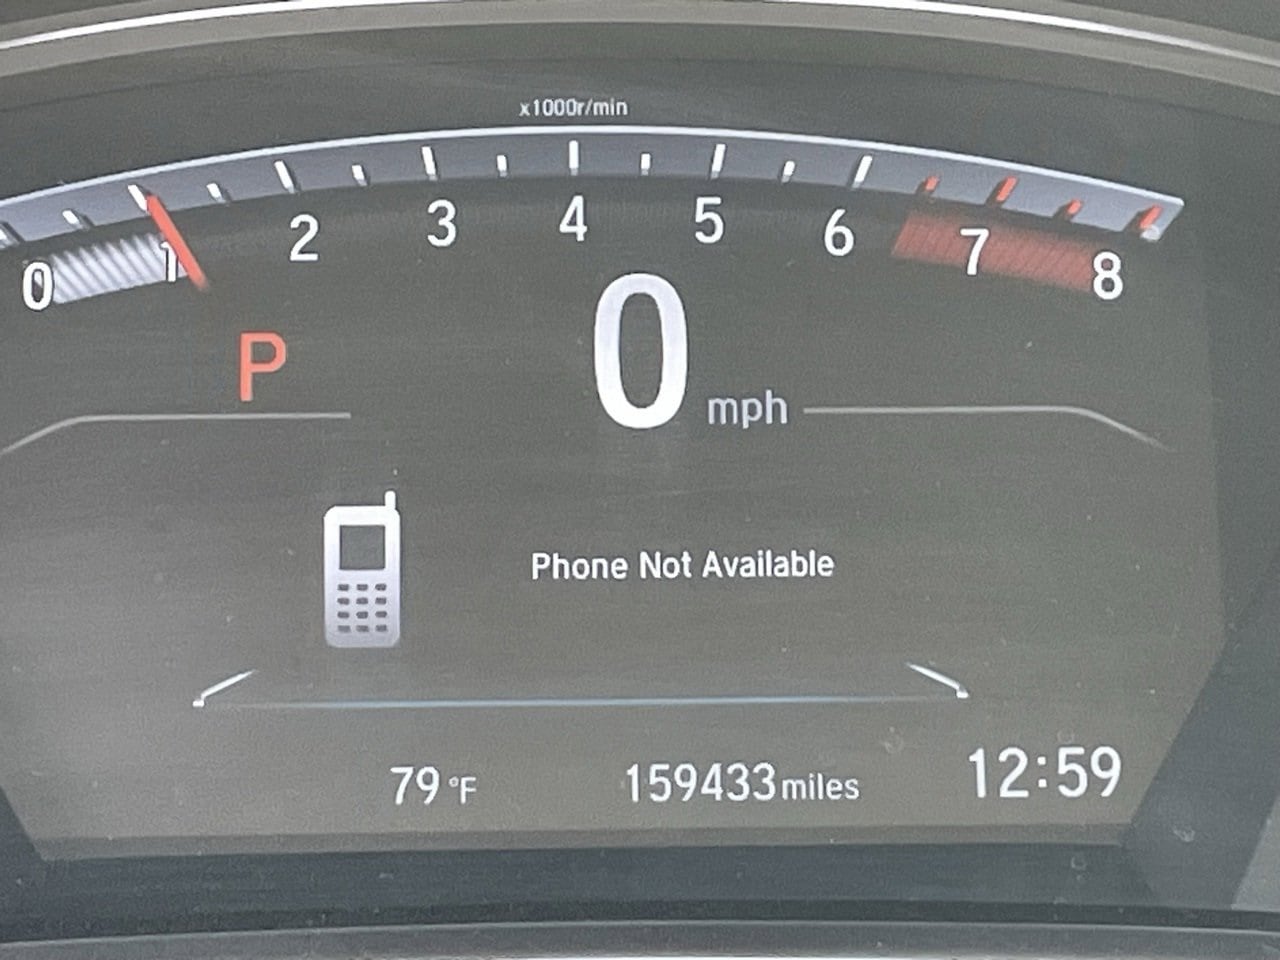 x1000r/min
0 1 2 3 4 5 6 7 8
P
0 mph
Phone Not Available
79 °F 159433 miles 12:59